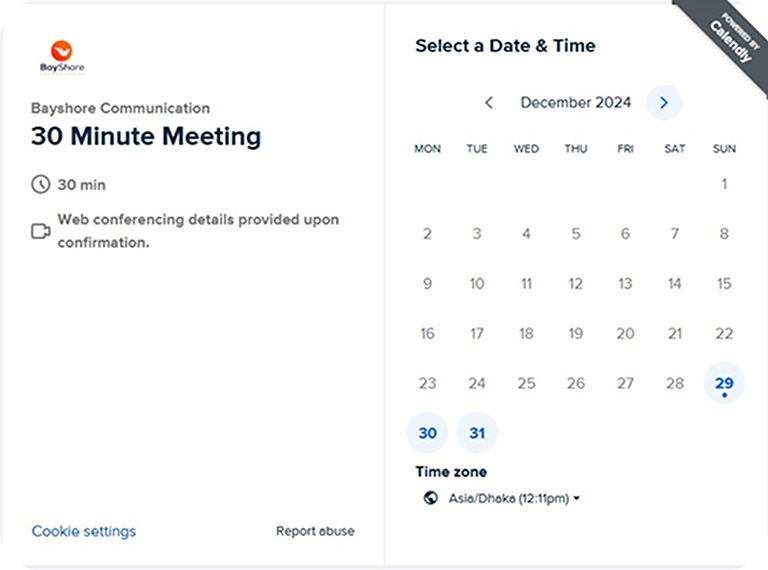 BayShore
Bayshore Communication
30 Minute Meeting
30 min
Web conferencing details provided upon
confirmation.
Cookie settings
Report abuse
POWERED BY
Calendly
Select a Date & Time
December 2024
MON TUE WED THU FRI SAT SUN
1
2 3 4 5 6 7 8
9 10 11 12 13 14 15
16 17 18 19 20 21 22
23 24 25 26 27 28 29
30 31
Time zone
Asia/Dhaka (12:11pm)